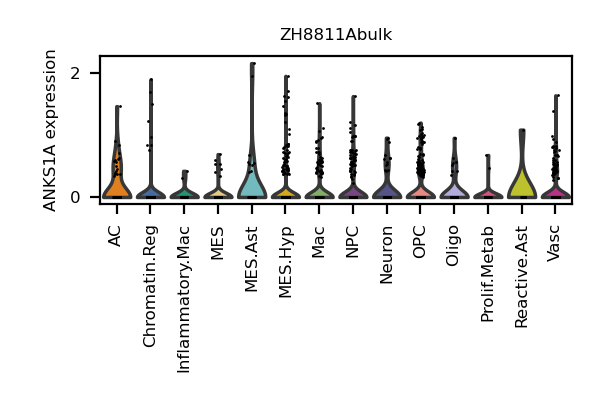 ZH8811Abulk
ANKS1A expression
2
0
AC
Chromatin.Reg
Inflammatory.Mac
MES
MES.Ast
MES.Hyp
Mac
NPC
Neuron
OPC
Oligo
Prolif.Metab
Reactive.Ast
Vasc